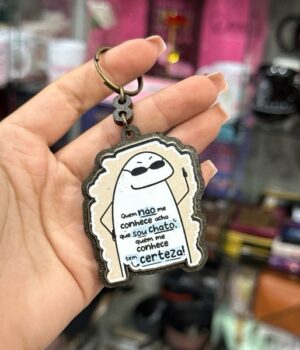 Quem não me
conhece acha
que sou chato,
quem me
conhece
tem certeza!